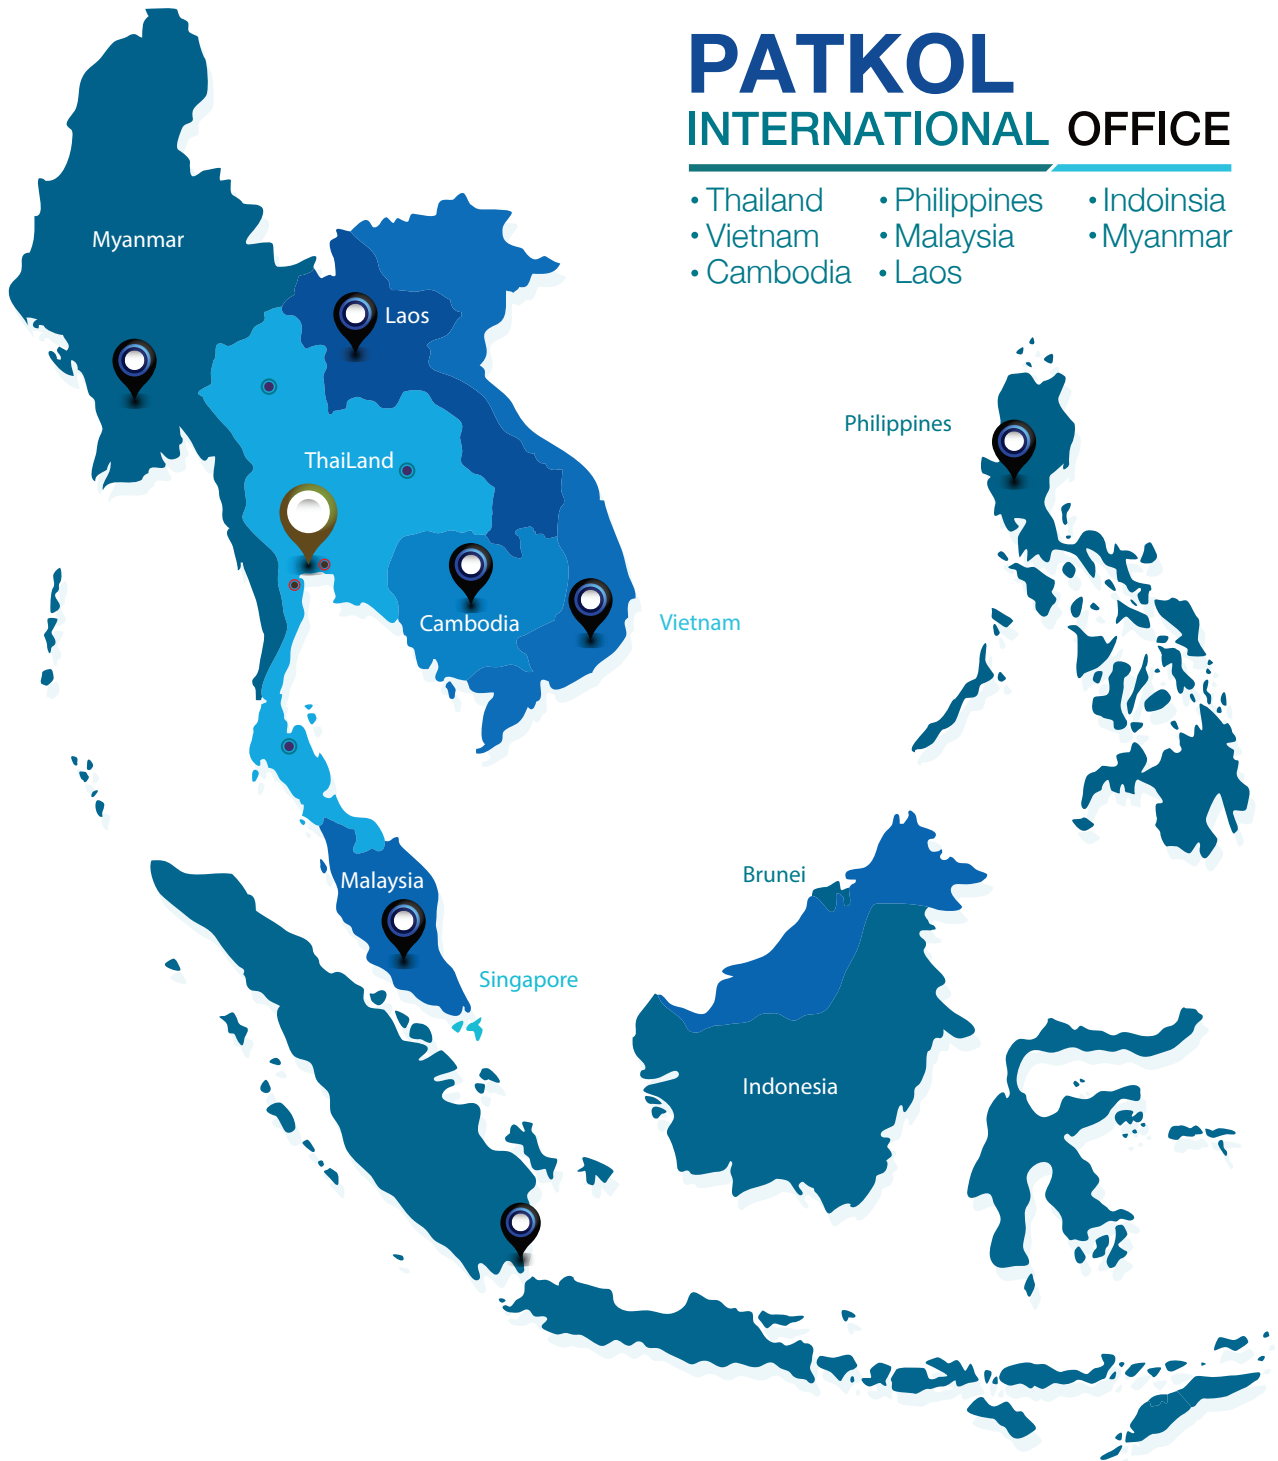 PATKOL
INTERNATIONAL OFFICE
• Thailand
• Vietnam
• Cambodia
• Philippines
• Malaysia
• Laos
• Indoinsia
• Myanmar
Myanmar
Laos
Philippines
ThaiLand
Cambodia
Vietnam
Brunei
Malaysia
Singapore
Indonesia